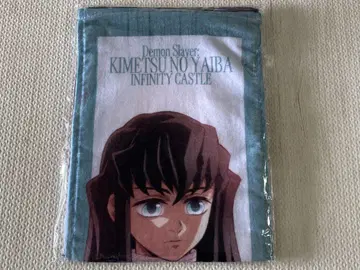 Demon Slayer:
KIMETSU NO YAIBA
INFINITY CASTLE